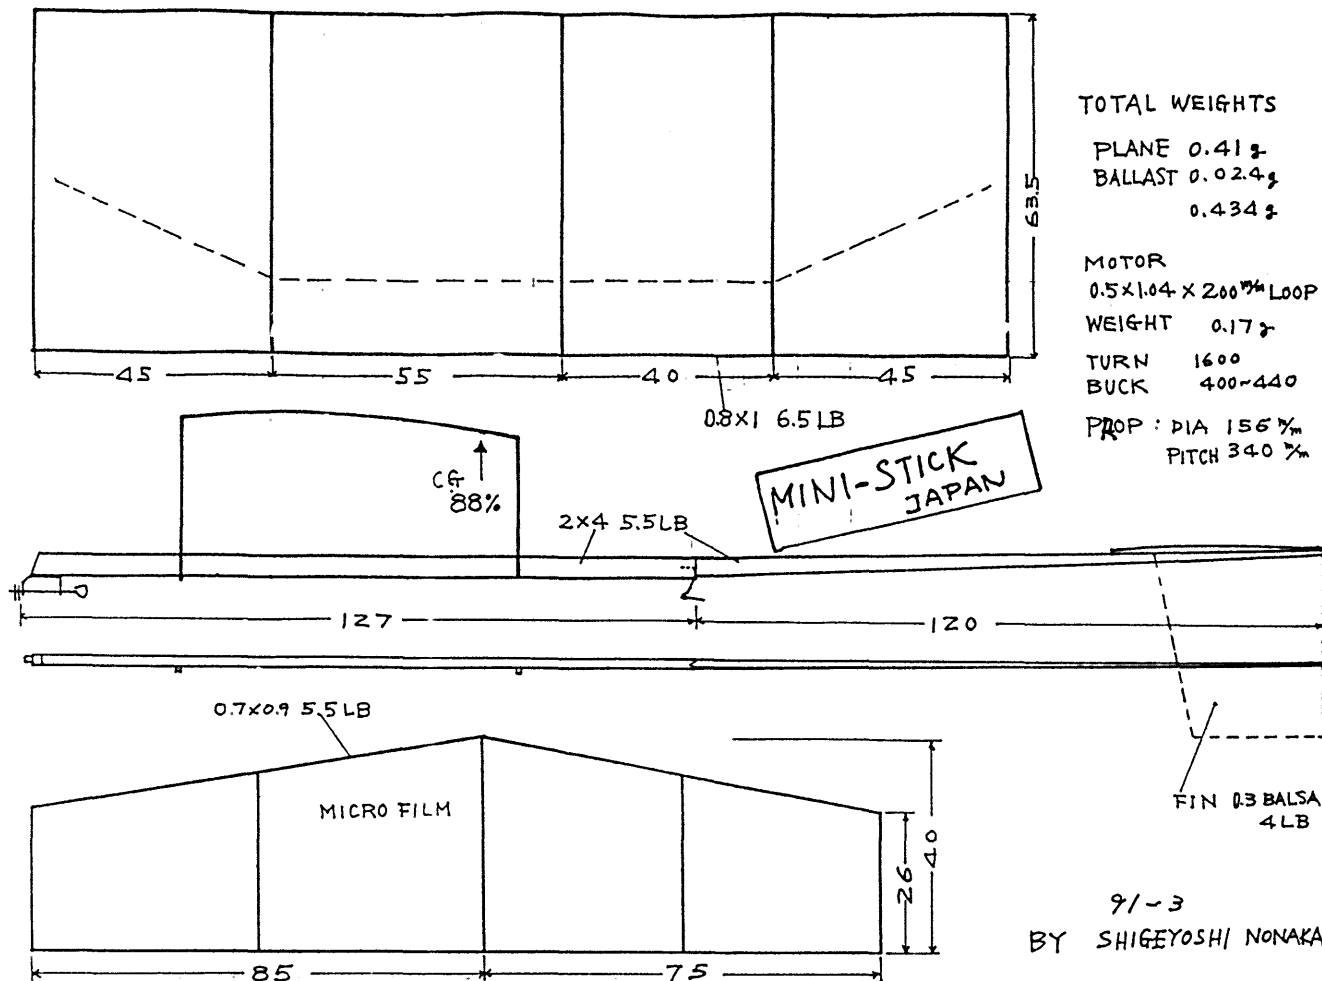 TOTAL WEIGHTS
PLANE 0.41g
BALLAST 0.024g
0.434g
63.5
MOTOR
0.5×1.04×200m/m LOOP
WEIGHT 0.17g
TURN 1600
BUCK 400~440
PROP : DIA 156 m/m
PITCH 340 m/m
45
55
40
45
0.8×1 6.5LB
CG
88%
MINI-STICK
JAPAN
2×4 5.5LB
127
120
0.7×0.9 5.5LB
MICRO FILM
FIN 0.3 BALSA
4LB
26
40
91-3
BY SHIGEYOSHI NONAKA
85
75